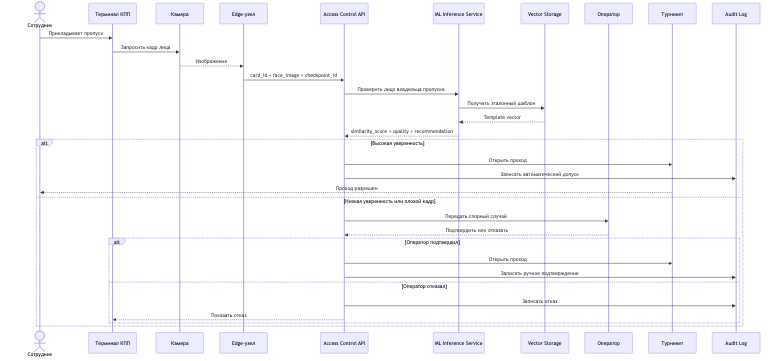 Сотрудник
Терминал КПП
Камера
Edge-узел
Access Control API
ML Inference Service
Vector Storage
Оператор
Турникет
Audit Log
Прикладывает пропуск
Запросить кадр лица
Изображение
card_id + face_image + checkpoint_id
Проверить лицо владельца пропуска
Получить эталонный шаблон
Template vector
similarity_score + quality + recommendation
alt
[Высокая уверенность]
Открыть проход
Записать автоматический допуск
Проход разрешен
[Низкая уверенность или плохой кадр]
Передать спорный случай
Подтвердить или отказать
alt
[Оператор подтвердил]
Открыть проход
Записать ручное подтверждение
[Оператор отказал]
Записать отказ
Показать отказ
Сотрудник
Терминал КПП
Камера
Edge-узел
Access Control API
ML Inference Service
Vector Storage
Оператор
Турникет
Audit Log